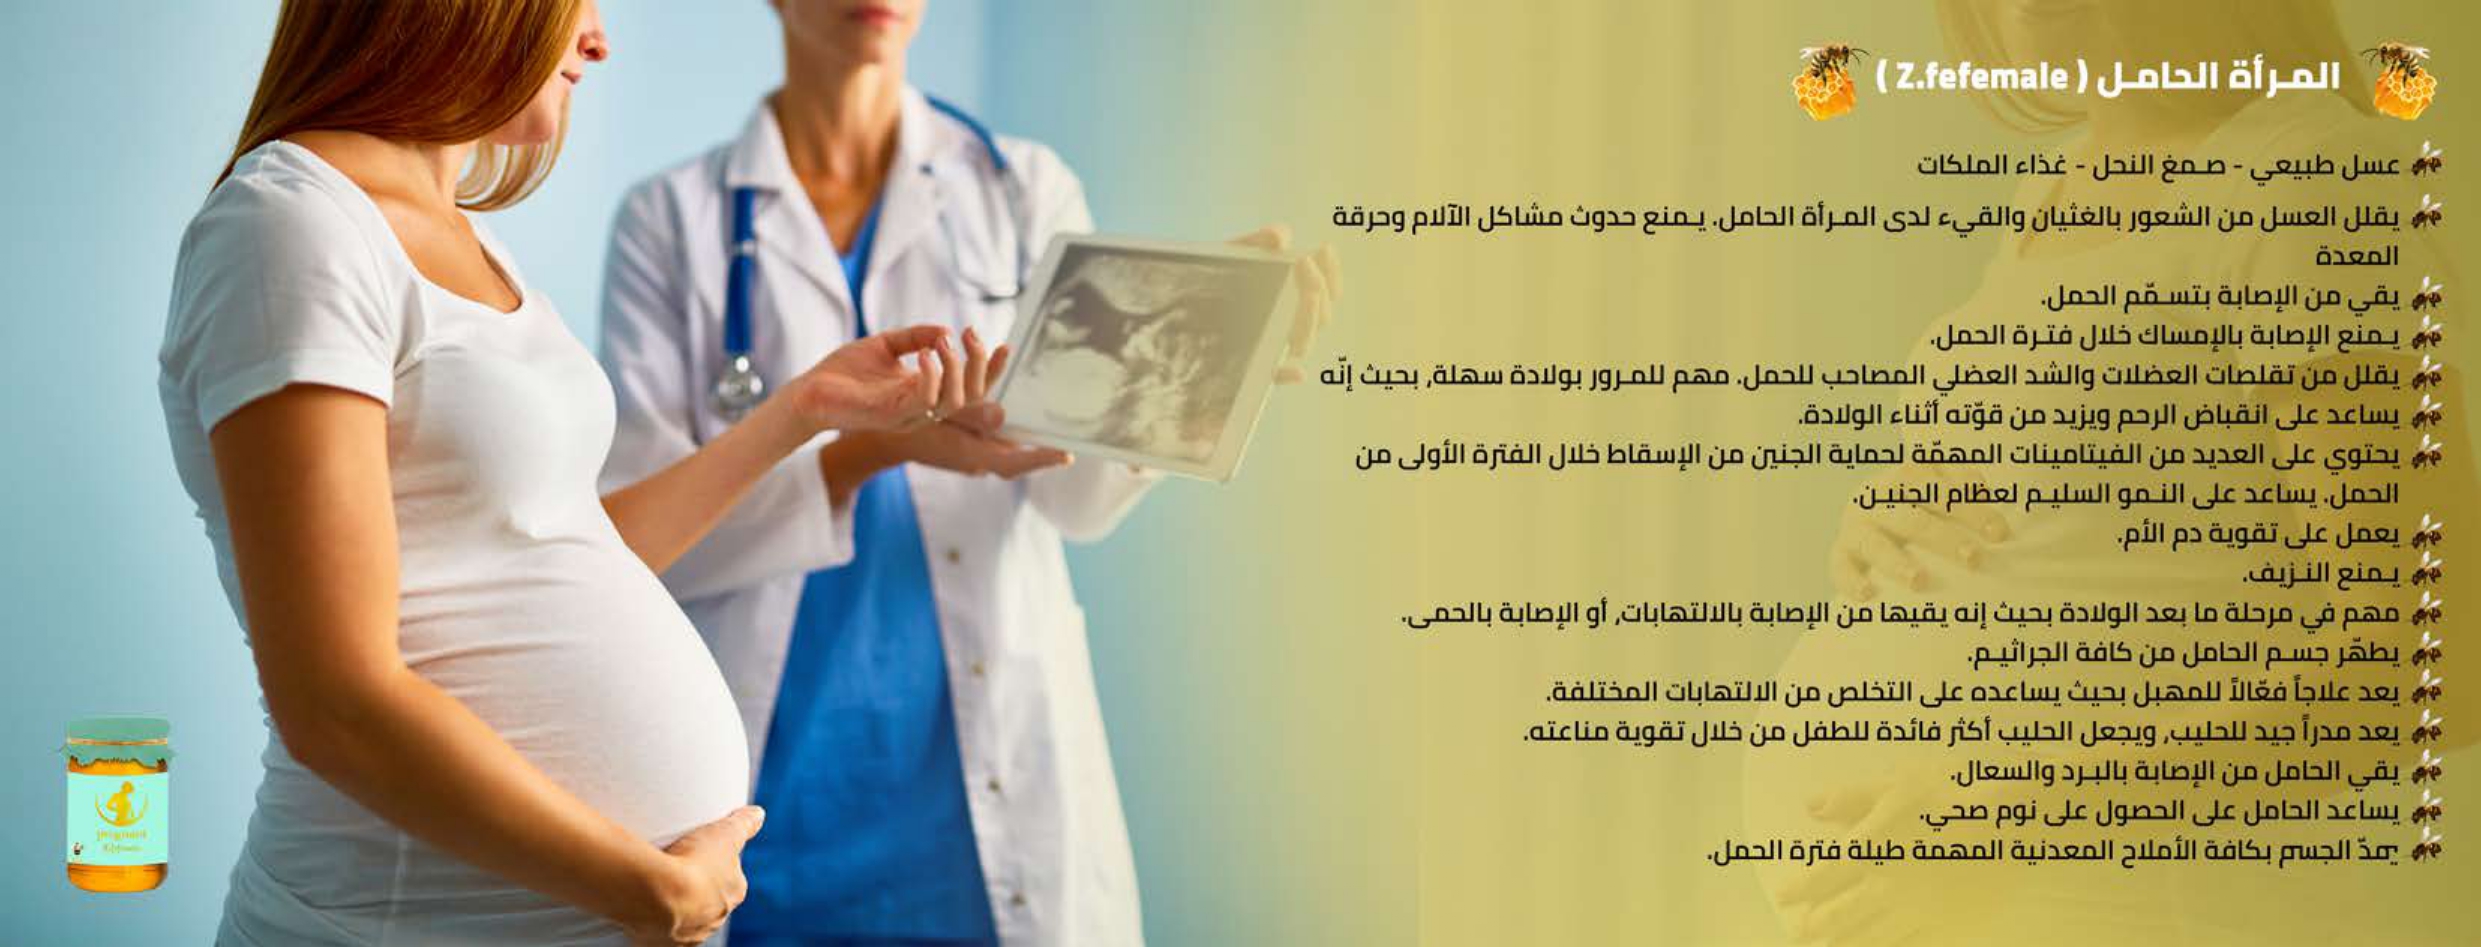 المرأة الحامل ( Z.fefemale )
عسل طبيعي - صمغ النحل - غذاء الملكات
يقلل العسل من الشعور بالغثيان والقيء لدى المرأة الحامل. يمنع حدوث مشاكل الآلام وحرقة
المعدة
يقي من الإصابة بتسمّم الحمل.
يمنع الإصابة بالإمساك خلال فترة الحمل.
يقلل من تقلصات العضلات والشد العضلي المصاحب للحمل. مهم للمرور بولادة سهلة, بحيث إنّه
يساعد على انقباض الرحم ويزيد من قوّته أثناء الولادة.
يحتوي على العديد من الفيتامينات المهمّة لحماية الجنين من الإسقاط خلال الفترة الأولى من
الحمل. يساعد على النمو السليم لعظام الجنين.
يعمل على تقوية دم الأم.
يمنع النزيف.
مهم في مرحلة ما بعد الولادة بحيث إنه يقيها من الإصابة بالالتهابات, أو الإصابة بالحمى.
يطهّر جسم الحامل من كافة الجراثيم.
يعد علاجاً فعّالاً للمهبل بحيث يساعده على التخلص من الالتهابات المختلفة.
يعد مدراً جيد للحليب, ويجعل الحليب أكثر فائدة للطفل من خلال تقوية مناعته.
يقي الحامل من الإصابة بالبرد والسعال.
يساعد الحامل على الحصول على نوم صحي.
يمدّ الجسم بكافة الأملاح المعدنية المهمة طيلة فترة الحمل.
pregnant